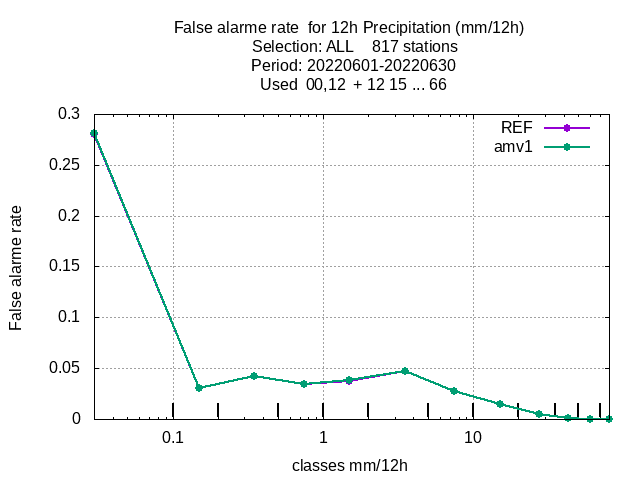 False alarme rate  for 12h Precipitation (mm/12h)
Selection: ALL    817 stations
Period: 20220601-20220630
Used  00,12  + 12 15 ... 66
REF
amv1
0.3
0.25
0.2
0.15
0.1
0.05
0
False alarme rate
0.1
1
10
classes mm/12h